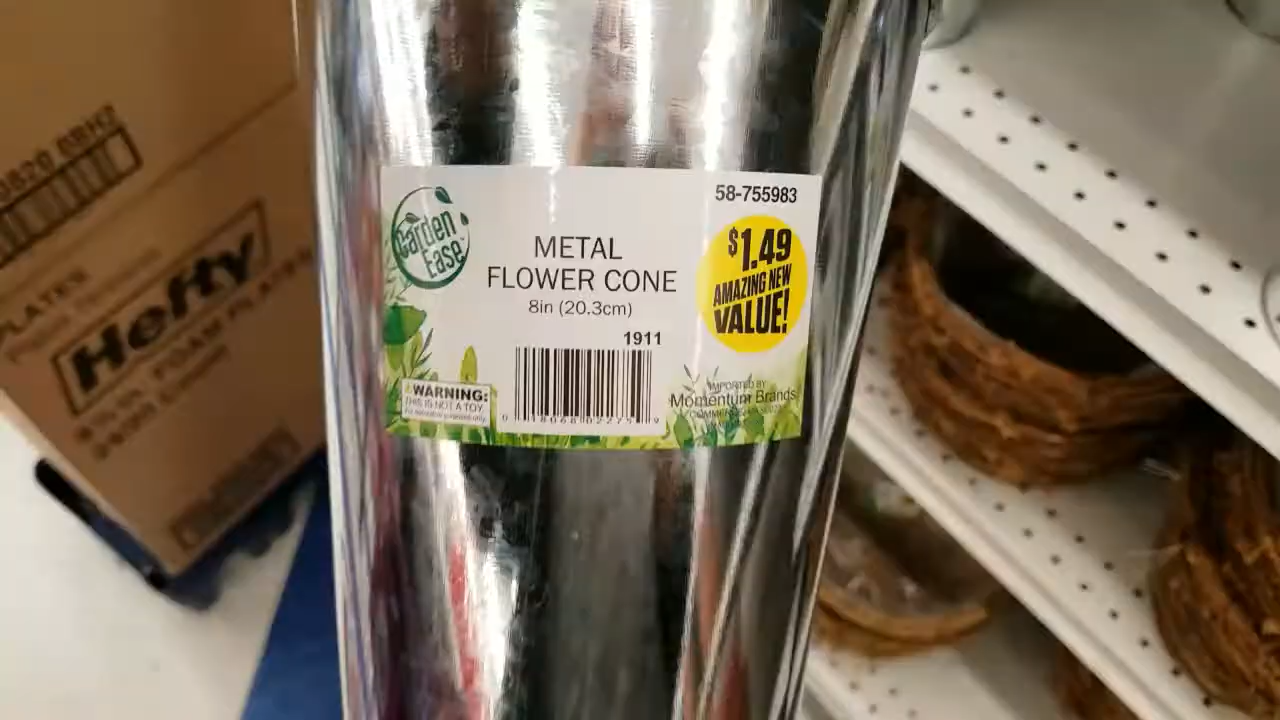 58-755983
Garden
Ease
$1.49
AMAZING NEW
VALUE!
METAL
FLOWER CONE
8in (20.3cm)
1911
WARNING:
THIS IS NOT A TOY.
IMPORTED BY
Momentum Brands
Hefty
FOAM PLATES